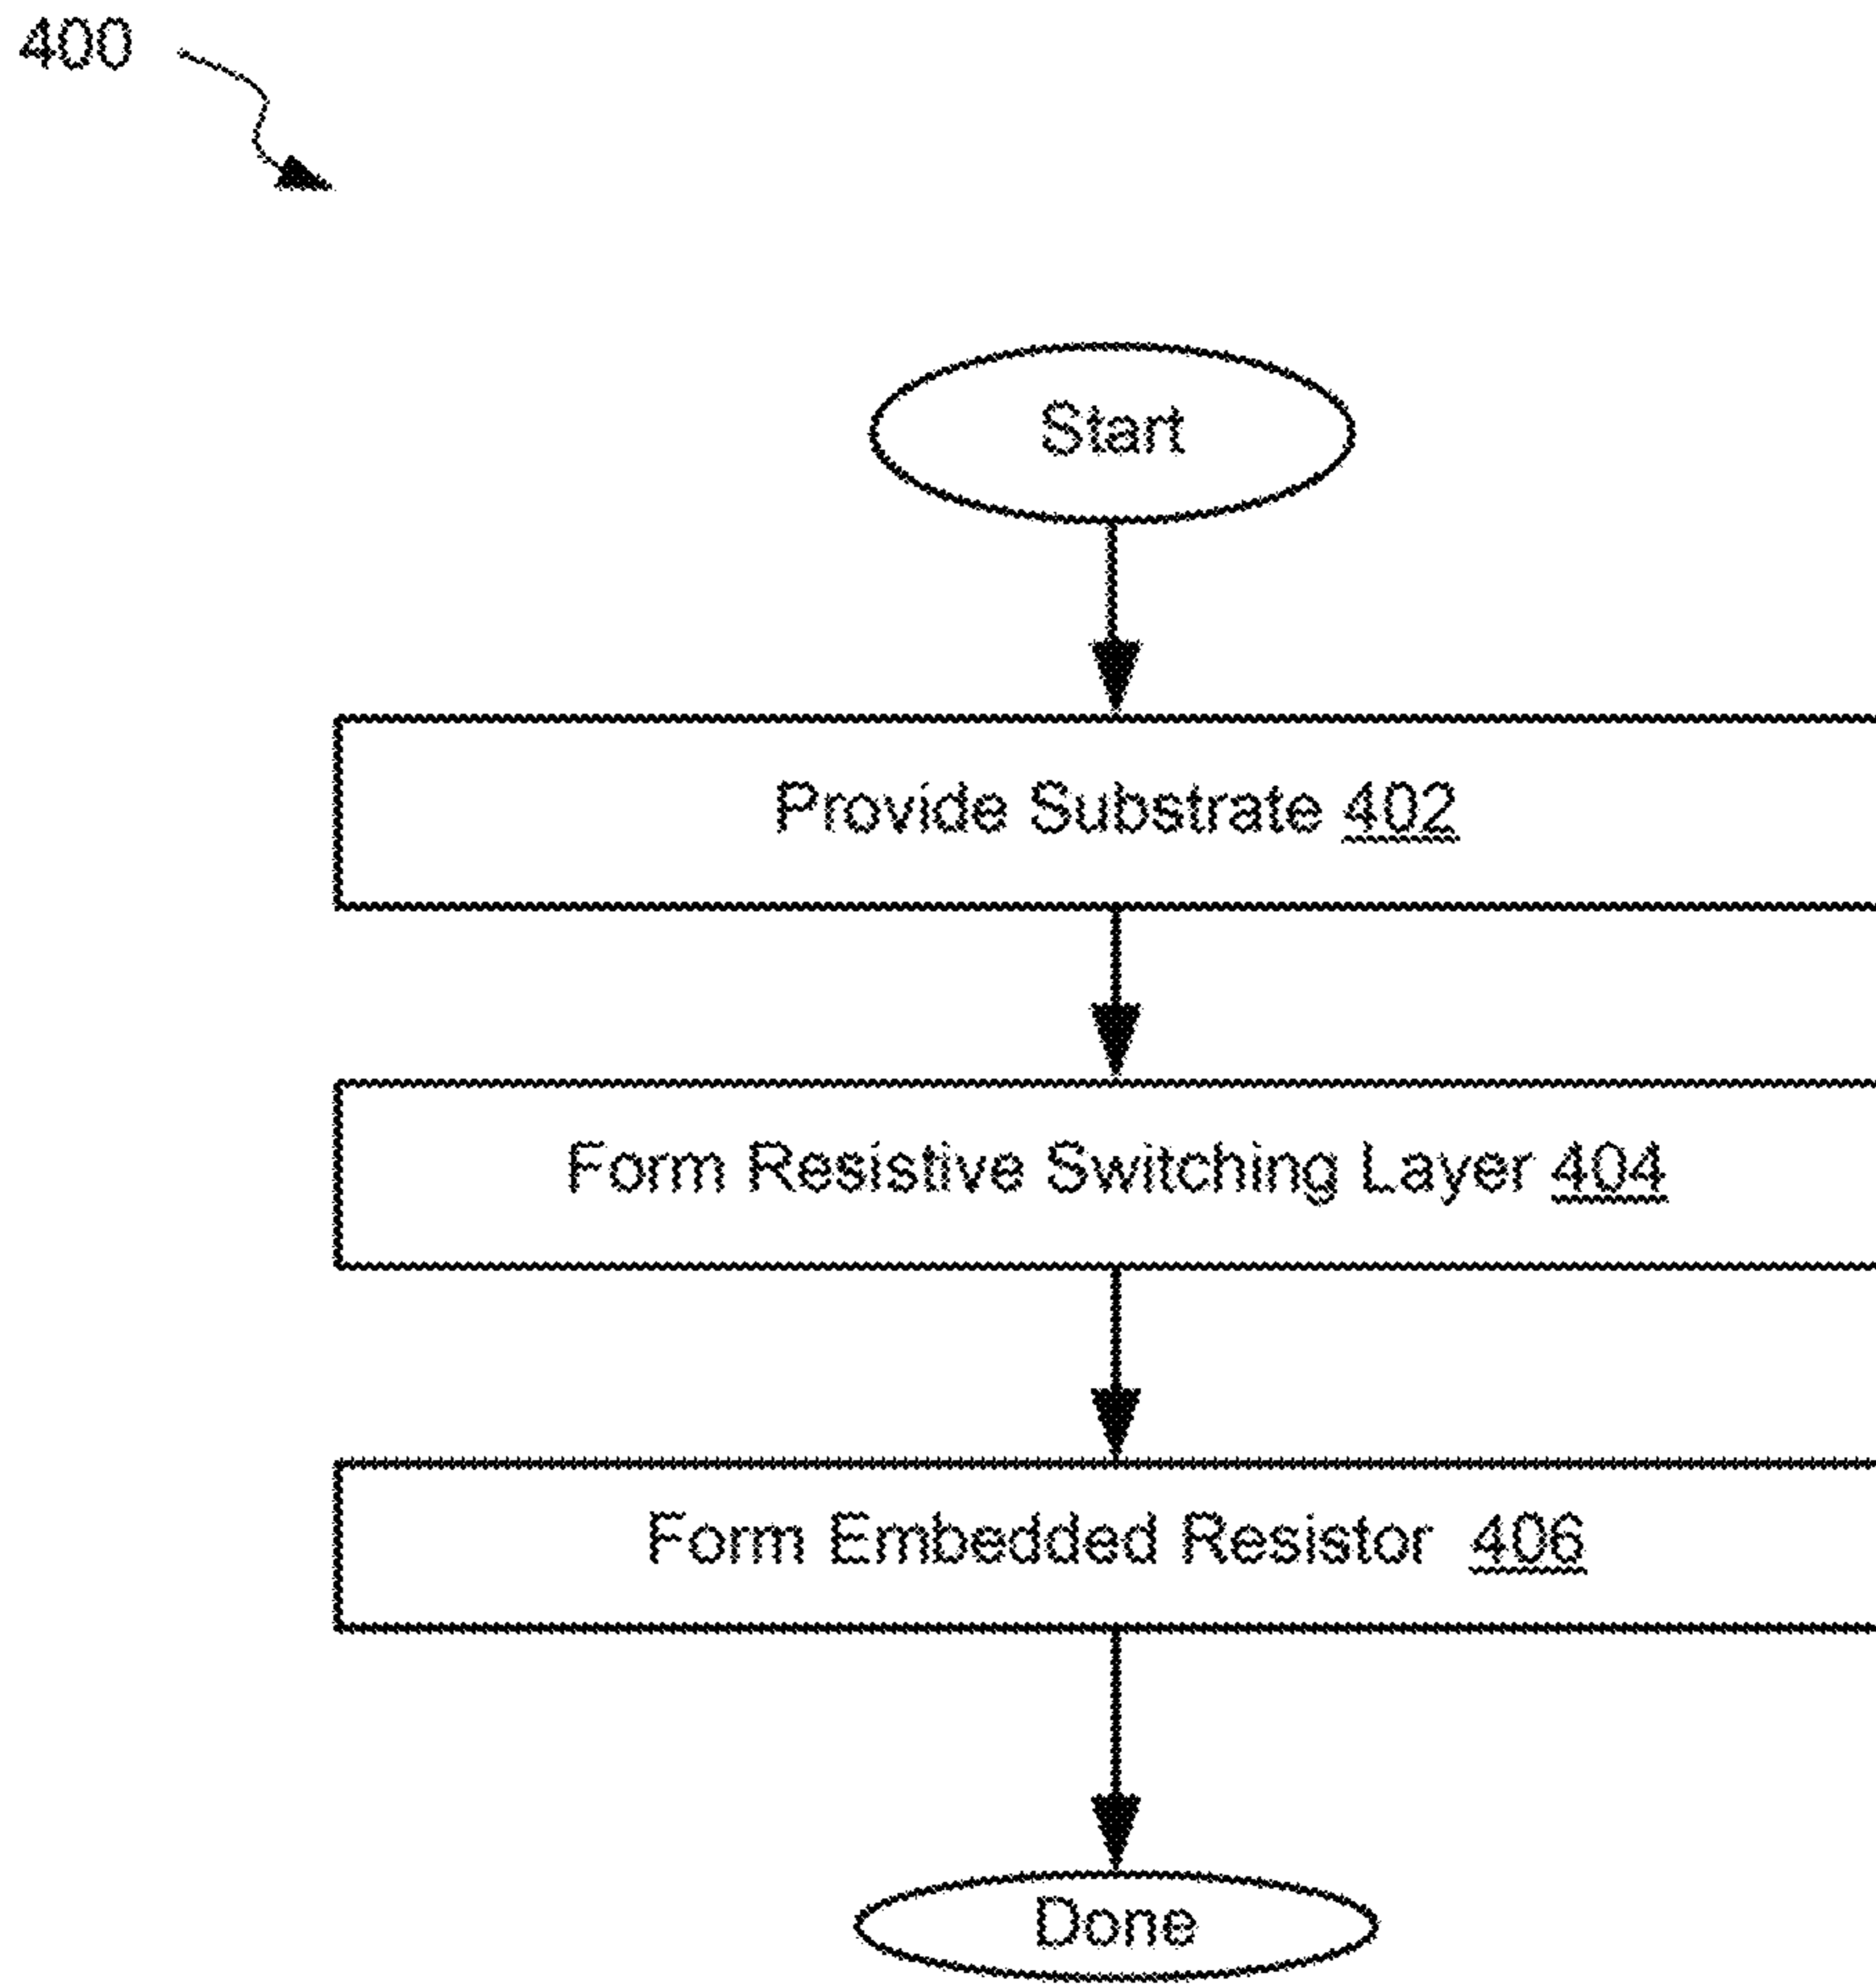 400
Start
Provide Substrate 402
Form Resistive Switching Layer 404
Form Embedded Resistor 406
Done